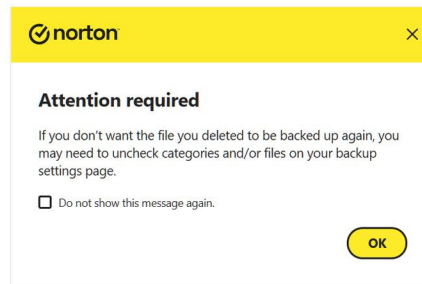 norton
Attention required
If you don't want the file you deleted to be backed up again, you
may need to uncheck categories and/or files on your backup
settings page.
Do not show this message again.
OK